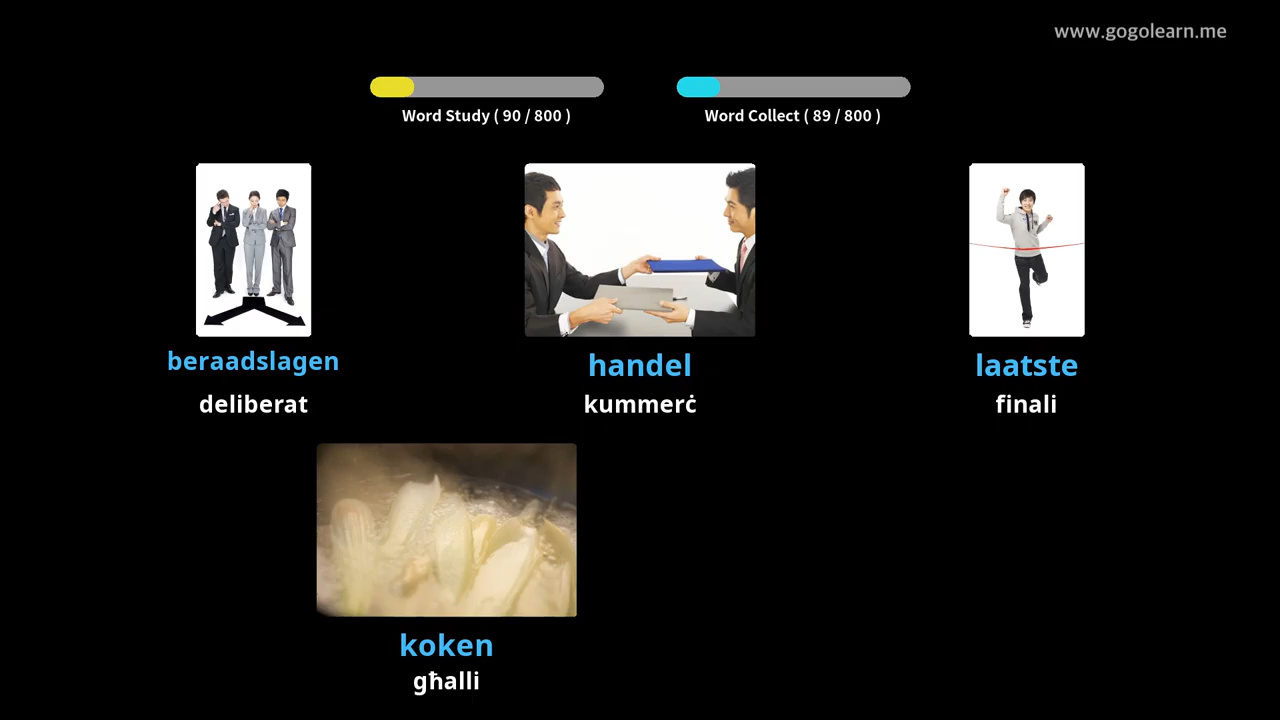 www.gogolearn.me
Word Study ( 90 / 800 )
Word Collect ( 89 / 800 )
beraadslagen
deliberat
handel
kummerċ
laatste
finali
koken
għalli